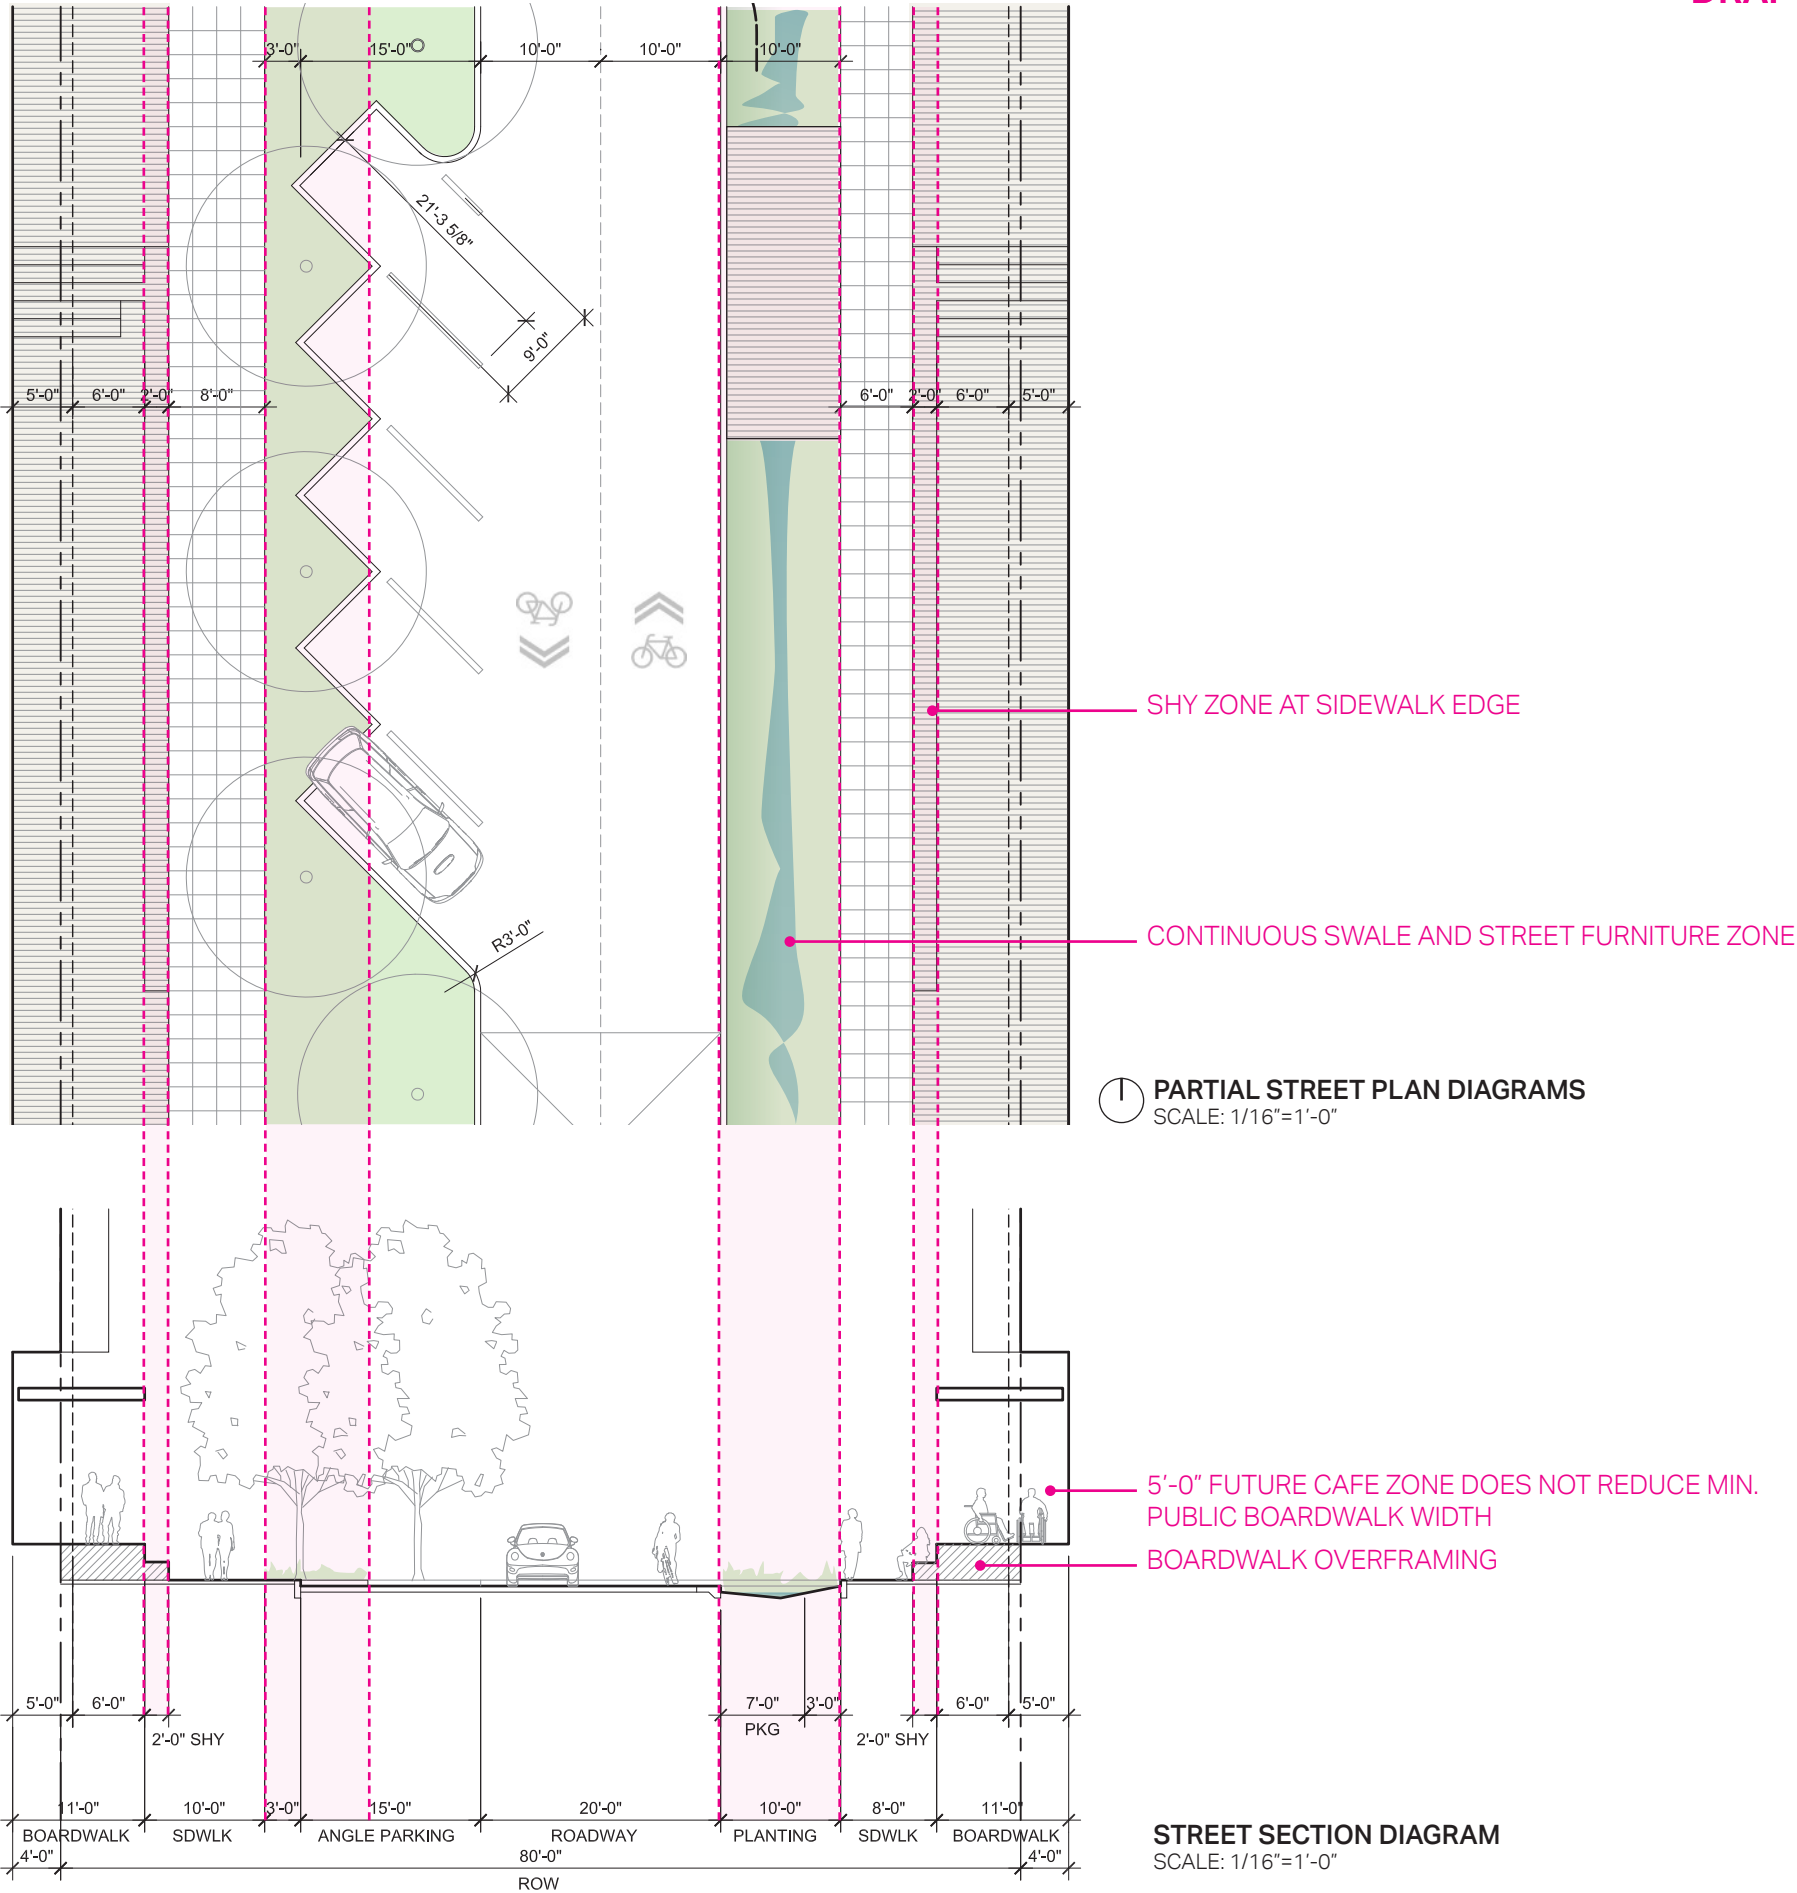 3'-0" 15'-0" 10'-0" 10'-0" 10'-0"
21'-3 5/8"
9'-0"
5'-0" 6'-0" 2'-0" 8'-0" 6'-0" 2'-0" 6'-0" 5'-0"
SHY ZONE AT SIDEWALK EDGE
R3'-0"
CONTINUOUS SWALE AND STREET FURNITURE ZONE
PARTIAL STREET PLAN DIAGRAMS
SCALE: 1/16"=1'-0"
5'-0" FUTURE CAFE ZONE DOES NOT REDUCE MIN.
PUBLIC BOARDWALK WIDTH
BOARDWALK OVERFRAMING
5'-0" 6'-0" 7'-0" 3'-0" 6'-0" 5'-0"
PKG
2'-0" SHY 2'-0" SHY
11'-0" 10'-0" 3'-0" 15'-0" 20'-0" 10'-0" 8'-0" 11'-0"
BOARDWALK SDWLK ANGLE PARKING ROADWAY PLANTING SDWLK BOARDWALK
4'-0" 80'-0" 4'-0"
ROW
STREET SECTION DIAGRAM
SCALE: 1/16"=1'-0"